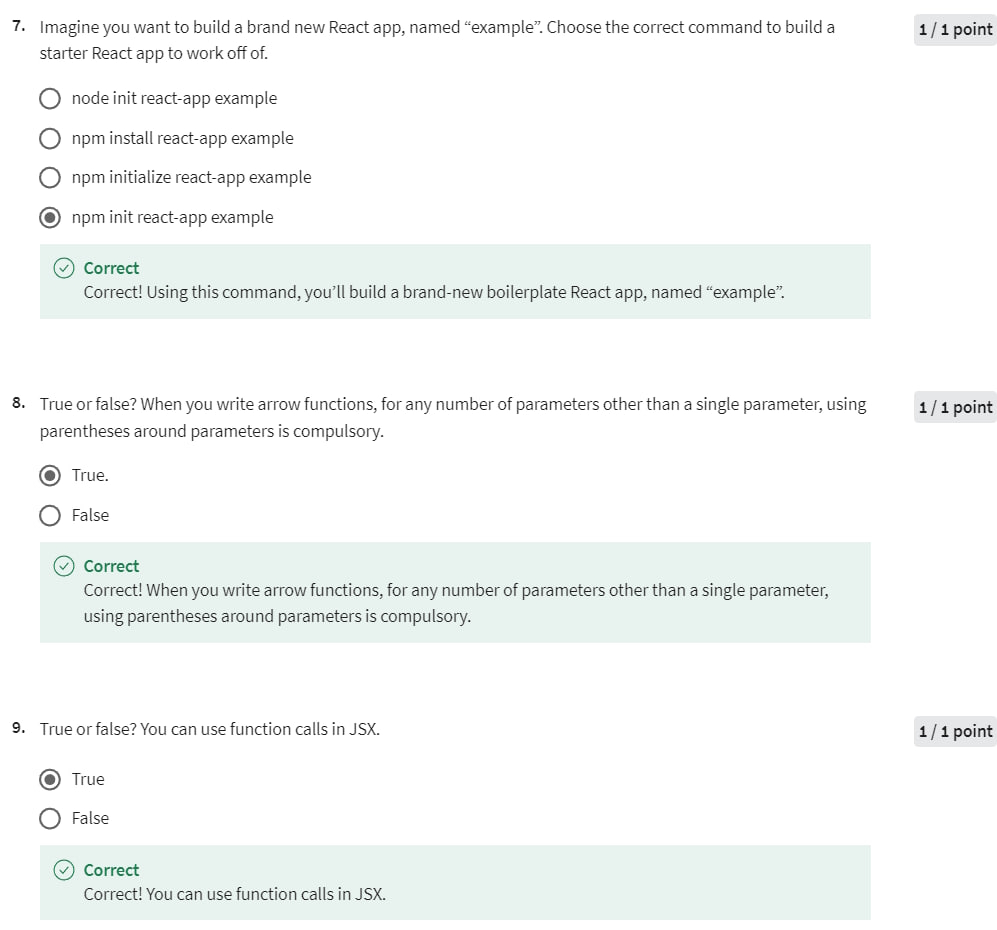 7. Imagine you want to build a brand new React app, named “example”. Choose the correct command to build a
1 / 1 point
starter React app to work off of.
node init react-app example
npm install react-app example
npm initialize react-app example
npm init react-app example
Correct
Correct! Using this command, you’ll build a brand-new boilerplate React app, named “example”.
8. True or false? When you write arrow functions, for any number of parameters other than a single parameter, using
1 / 1 point
parentheses around parameters is compulsory.
True.
False
Correct
Correct! When you write arrow functions, for any number of parameters other than a single parameter,
using parentheses around parameters is compulsory.
9. True or false? You can use function calls in JSX.
1 / 1 point
True
False
Correct
Correct! You can use function calls in JSX.